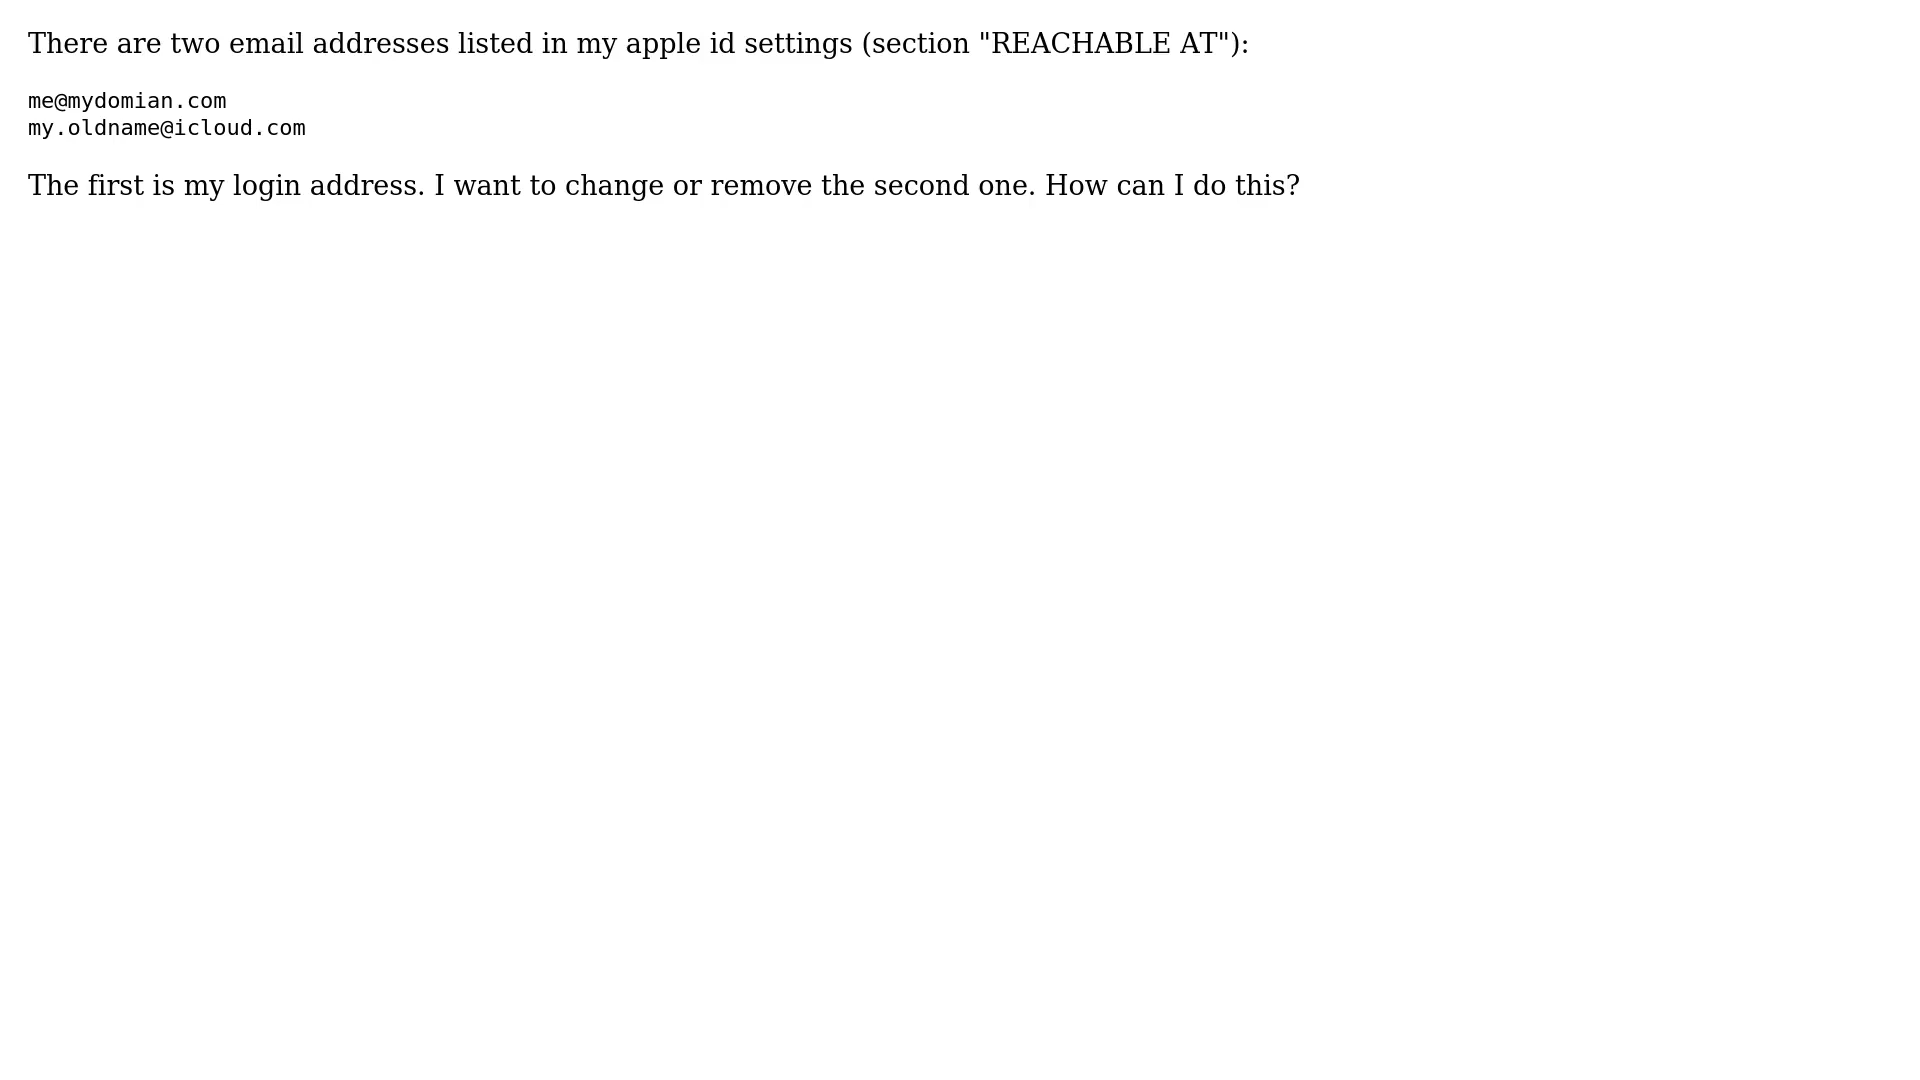 There are two email addresses listed in my apple id settings (section "REACHABLE AT"):
me@mydomian.com
my.oldname@icloud.com
The first is my login address. I want to change or remove the second one. How can I do this?